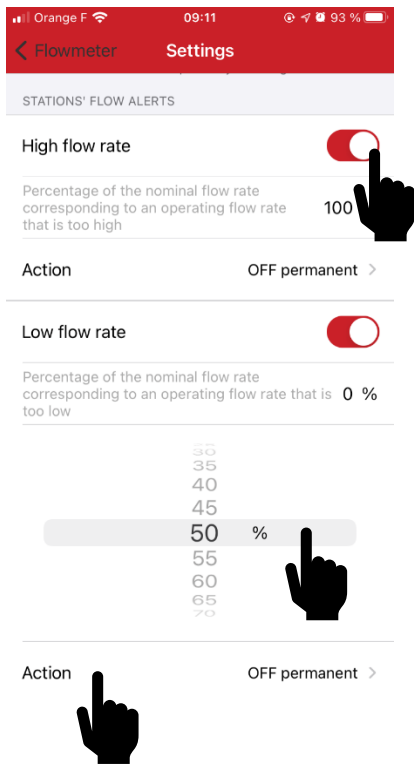 Orange F 09:11 93 %
Flowmeter Settings
STATIONS' FLOW ALERTS
High flow rate
Percentage of the nominal flow rate
corresponding to an operating flow rate 100
that is too high
Action OFF permanent
Low flow rate
Percentage of the nominal flow rate
corresponding to an operating flow rate that is 0 %
too low
30
35
40
45
50 %
55
60
65
70
Action OFF permanent